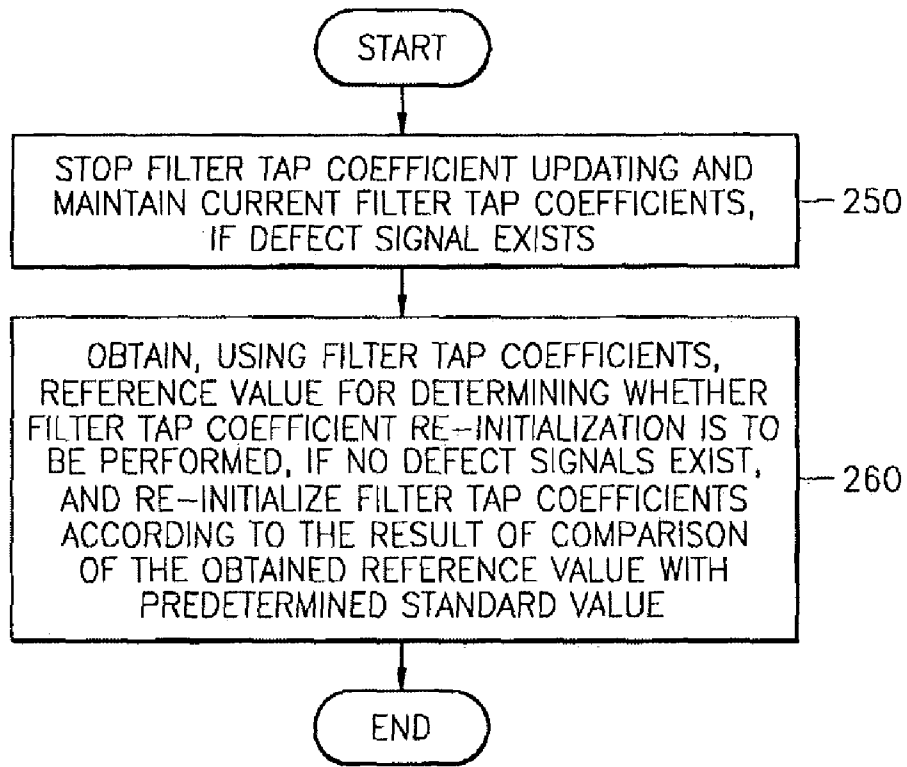 START
STOP FILTER TAP COEFFICIENT UPDATING AND
MAINTAIN CURRENT FILTER TAP COEFFICIENTS,
IF DEFECT SIGNAL EXISTS
250
OBTAIN, USING FILTER TAP COEFFICIENTS,
REFERENCE VALUE FOR DETERMINING WHETHER
FILTER TAP COEFFICIENT RE-INITIALIZATION IS TO
BE PERFORMED, IF NO DEFECT SIGNALS EXIST,
AND RE-INITIALIZE FILTER TAP COEFFICIENTS
ACCORDING TO THE RESULT OF COMPARISON
OF THE OBTAINED REFERENCE VALUE WITH
PREDETERMINED STANDARD VALUE
260
END